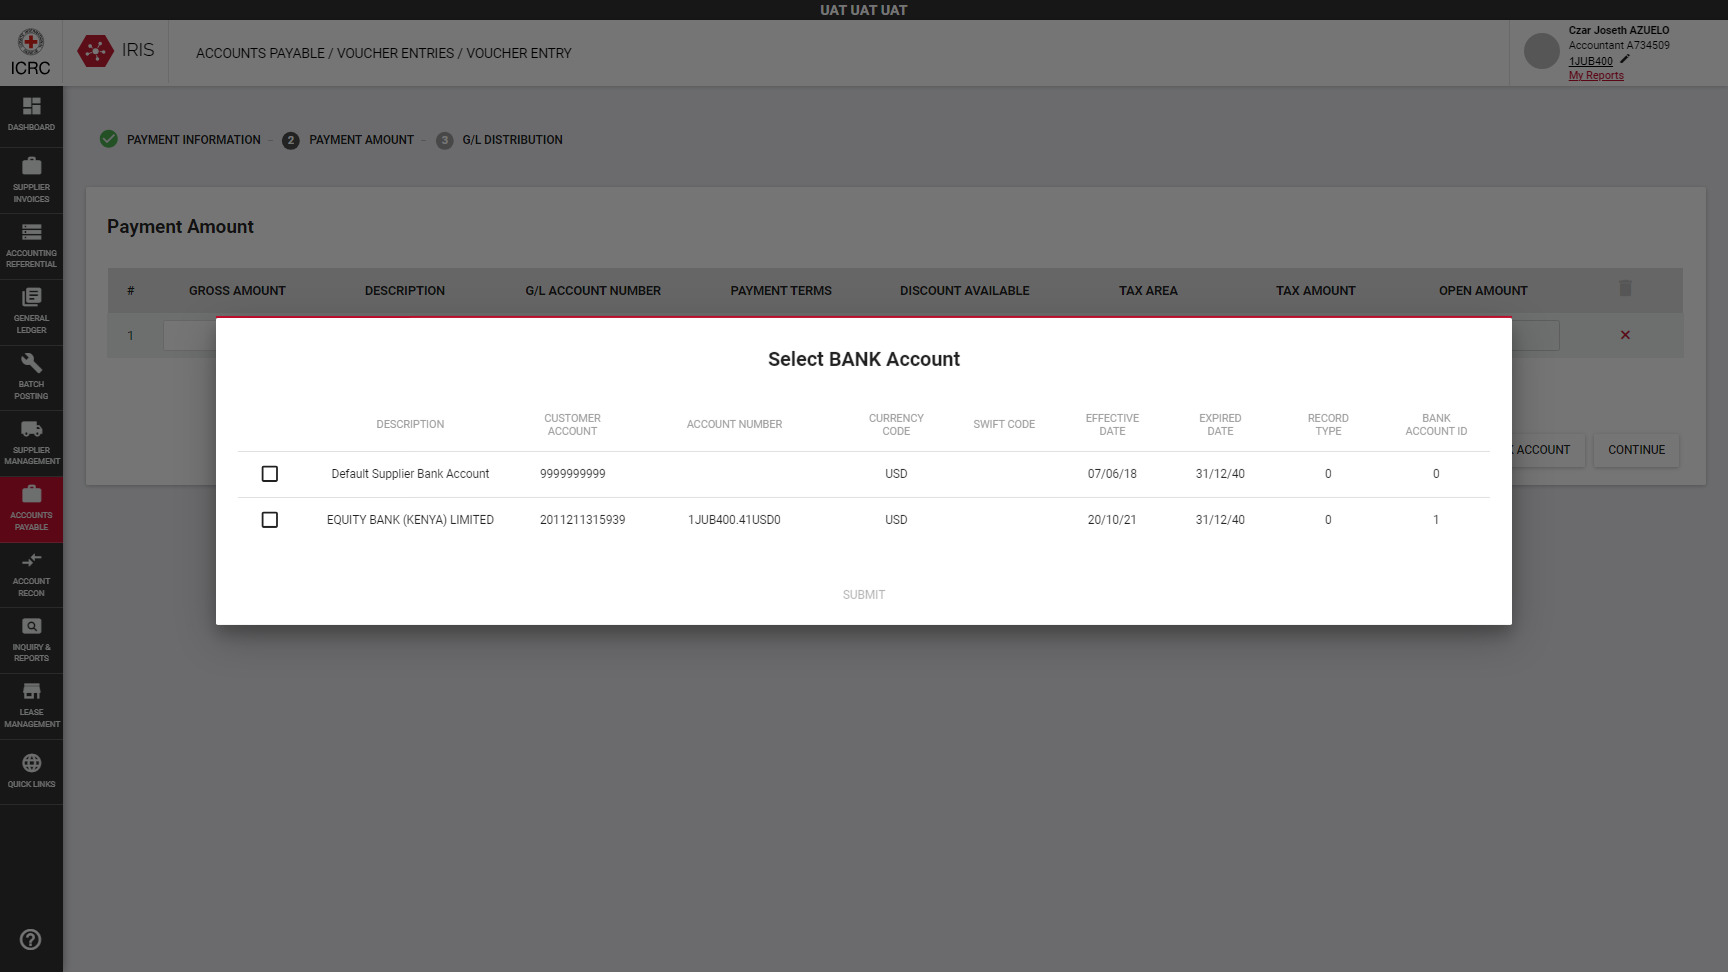 UAT UAT UAT
ICRC
IRIS
ACCOUNTS PAYABLE / VOUCHER ENTRIES / VOUCHER ENTRY
Czar Joseth AZUELO
Accountant A734509
1JUB400
My Reports
DASHBOARD
SUPPLIER
INVOICES
ACCOUNTING
REFERENTIAL
GENERAL
LEDGER
BATCH
POSTING
SUPPLIER
MANAGEMENT
ACCOUNTS
PAYABLE
ACCOUNT
RECON
INQUIRY &
REPORTS
LEASE
MANAGEMENT
QUICK LINKS
PAYMENT INFORMATION - 2 PAYMENT AMOUNT - 3 G/L DISTRIBUTION
Payment Amount
# GROSS AMOUNT DESCRIPTION G/L ACCOUNT NUMBER PAYMENT TERMS DISCOUNT AVAILABLE TAX AREA TAX AMOUNT OPEN AMOUNT
1
ACCOUNT
CONTINUE
Select BANK Account
DESCRIPTION CUSTOMER ACCOUNT ACCOUNT NUMBER CURRENCY CODE SWIFT CODE EFFECTIVE DATE EXPIRED DATE RECORD TYPE BANK ACCOUNT ID
Default Supplier Bank Account 9999999999 USD 07/06/18 31/12/40 0 0
EQUITY BANK (KENYA) LIMITED 2011211315939 1JUB400.41USD0 USD 20/10/21 31/12/40 0 1
SUBMIT